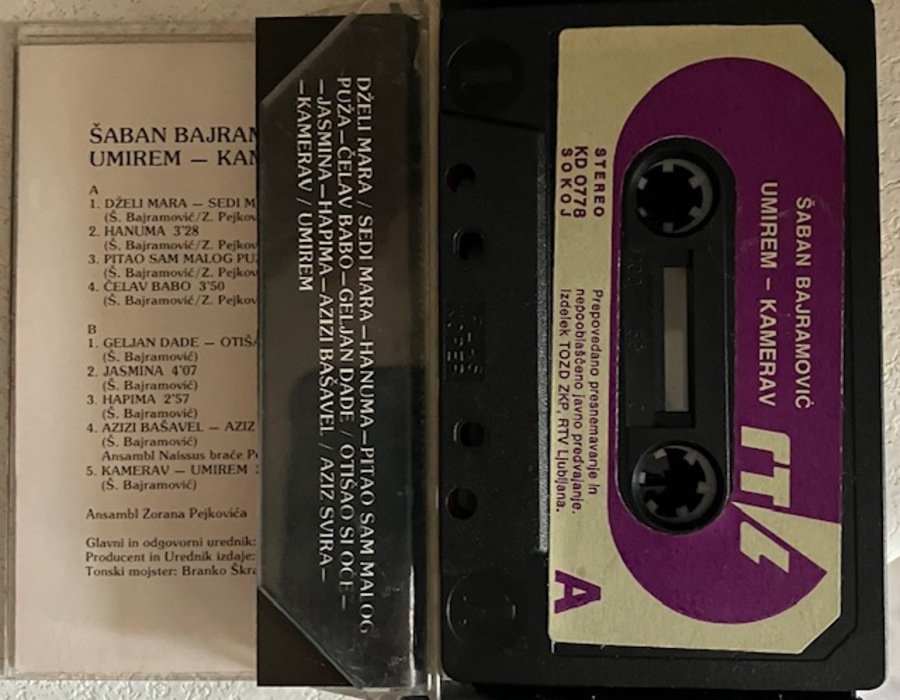 ŠABAN BAJRAM
UMIREM – KAM
A
1. DŽELI MARA – SEDI M
(Š. Bajramović/Z. Pejkov
2. HANUMA 3'28
(Š. Bajramović/Z. Pejkov
3. PITAO SAM MALOG PU
(Š. Bajramović/Z. Pejkov
4. ČELAV BABO 3'50
(Š. Bajramović/Z. Pejkov
B
1. GELJAN DADE – OTIŠ
(Š. Bajramović)
2. JASMINA 4'07
(Š. Bajramović)
3. HAPIMA 2'57
(Š. Bajramović)
4. AZIZI BAŠAVEL – AZIZ
(Š. Bajramović)
Ansambl Naissus braće P
5. KAMERAV – UMIREM
(Š. Bajramović)
Ansambl Zorana Pejkovića
Glavni in odgovorni urednik:
Producent in Urednik izdaje:
Tonski mojster: Branko Škra
DŽELI MARA / SEDI MARA – HANUMA – PITAO SAM MALOG
PUŽA – ČELAV BABO – GELJAN DADE / OTIŠAO SI OČE –
– JASMINA – HAPIMA – AZIZI BAŠAVEL / AZIZ SVIRA –
– KAMERAV / UMIREM
ŠABAN BAJRAMOVIĆ
UMIREM – KAMERAV
RTL
STEREO
KD 0778
SOKOJ
Prepovedano presnemavanje in
nepooblaščeno javno predvajanje.
Izdelek TOZD ZKP, RTV Ljubljana.
A